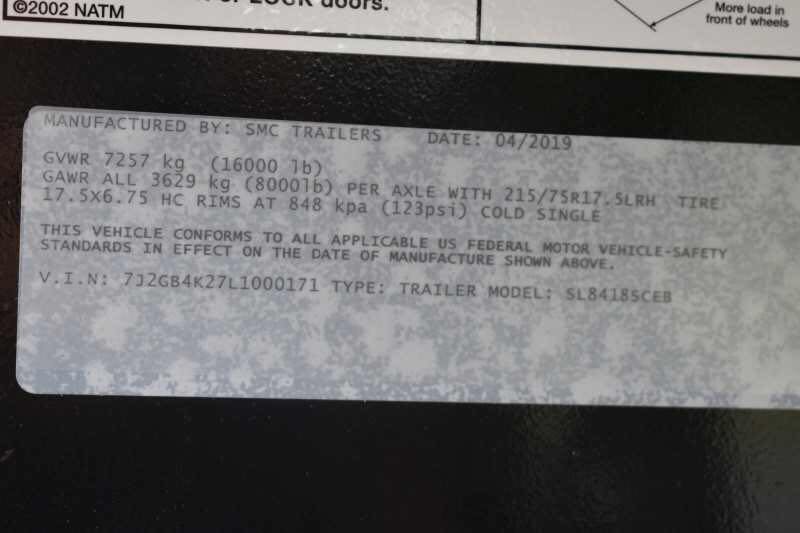 ©2002 NATM
LOCK doors.
More load in
front of wheels
MANUFACTURED BY: SMC TRAILERS DATE: 04/2019
GVWR 7257 kg (16000 lb)
GAWR ALL 3629 kg (8000lb) PER AXLE WITH 215/75R17.5LRH TIRE
17.5X6.75 HC RIMS AT 848 kpa (123psi) COLD SINGLE
THIS VEHICLE CONFORMS TO ALL APPLICABLE US FEDERAL MOTOR VEHICLE-SAFETY
STANDARDS IN EFFECT ON THE DATE OF MANUFACTURE SHOWN ABOVE.
V.I.N: 7J2GB4K27L1000171 TYPE: TRAILER MODEL: SL84185CEB